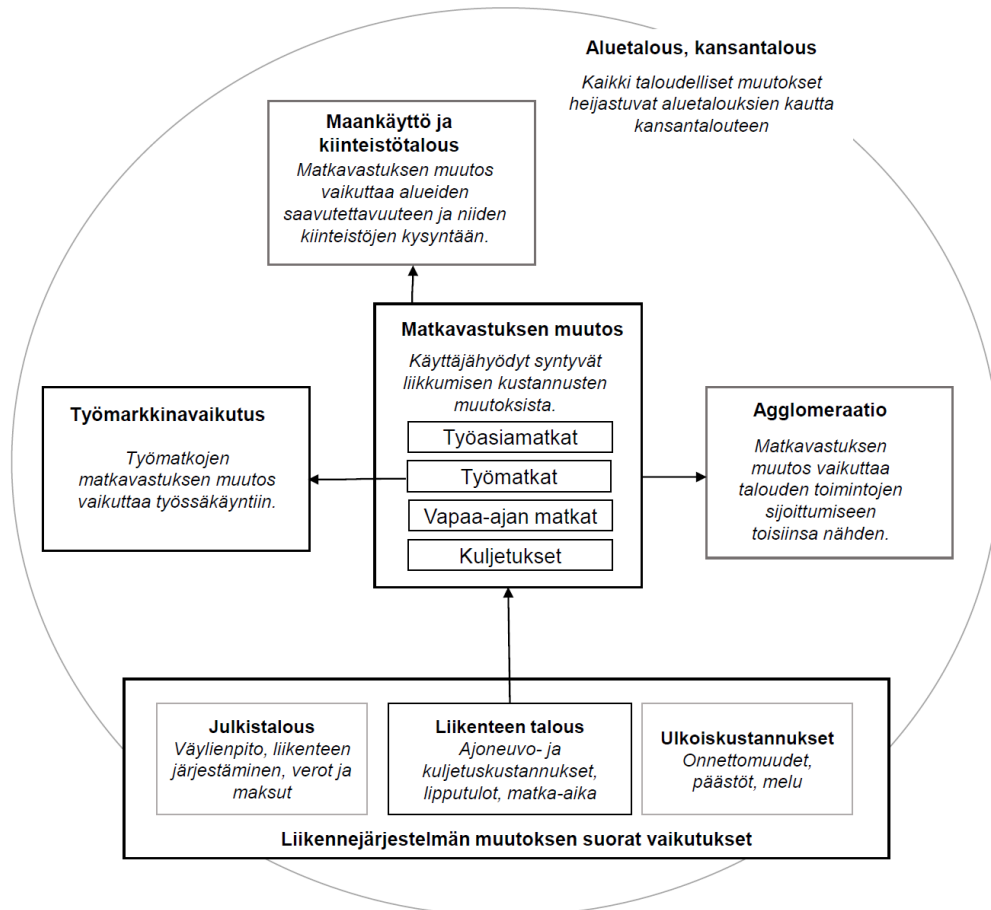 Aluetalous, kansantalous
Kaikki taloudelliset muutokset
heijastuvat aluetalouksien kautta
kansantalouteen
Maankäyttö ja
kiinteistötalous
Matkavastuksen muutos
vaikuttaa alueiden
saavutettavuuteen ja niiden
kiinteistöjen kysyntään.
Matkavastuksen muutos
Käyttäjähyödyt syntyvät
liikkumisen kustannusten
muutoksista.
Työasiamatkat
Työmatkat
Vapaa-ajan matkat
Kuljetukset
Työmarkkinavaikutus
Työmatkojen
matkavastuksen muutos
vaikuttaa työssäkäyntiin.
Agglomeraatio
Matkavastuksen
muutos vaikuttaa
talouden toimintojen
sijoittumiseen
toisiinsa nähden.
Julkistalous
Väylienpito, liikenteen
järjestäminen, verot ja
maksut
Liikenteen talous
Ajoneuvo- ja
kuljetuskustannukset,
lipputulot, matka-aika
Ulkoiskustannukset
Onnettomuudet,
päästöt, melu
Liikennejärjestelmän muutoksen suorat vaikutukset